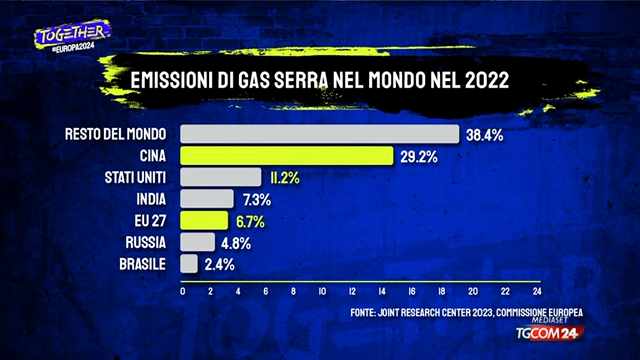 TOGETHER
#EUROPA2024
EMISSIONI DI GAS SERRA NEL MONDO NEL 2022
RESTO DEL MONDO 38.4%
CINA 29.2%
STATI UNITI 11.2%
INDIA 7.3%
EU 27 6.7%
RUSSIA 4.8%
BRASILE 2.4%
0 2 4 6 8 10 12 14 16 18 20 22 24
FONTE: JOINT RESEARCH CENTER 2023, COMMISSIONE EUROPEA
MEDIASET
TGCOM24